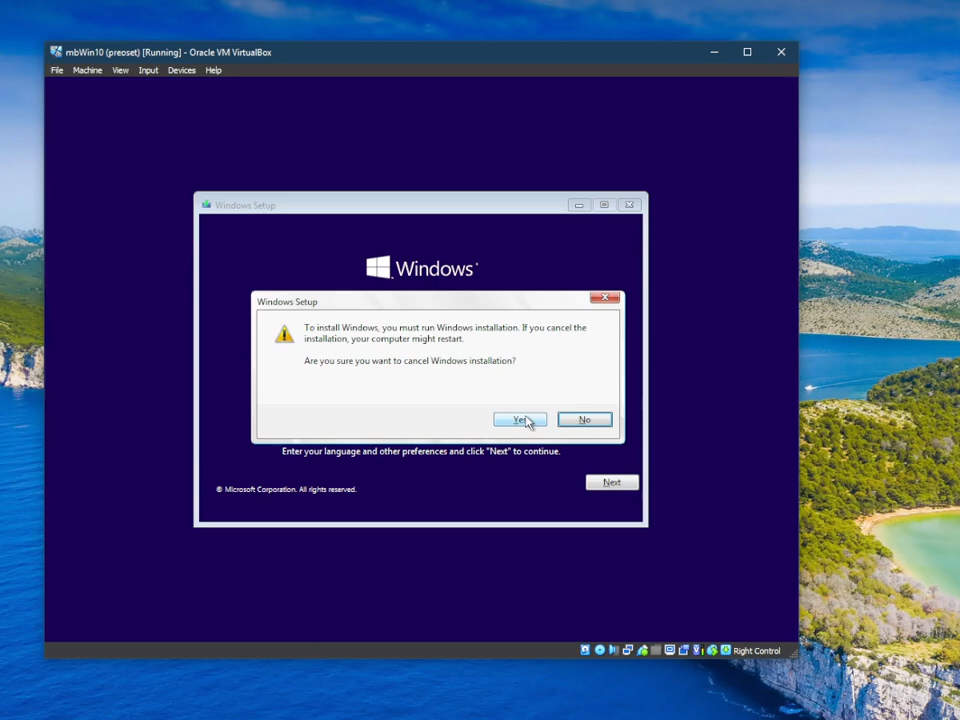 mbWin10 (preoset) [Running] - Oracle VM VirtualBox
File Machine View Input Devices Help
Windows Setup
Windows
Windows Setup
To install Windows, you must run Windows installation. If you cancel the
installation, your computer might restart.
Are you sure you want to cancel Windows installation?
Yes No
Enter your language and other preferences and click "Next" to continue.
© Microsoft Corporation. All rights reserved.
Next
Right Control